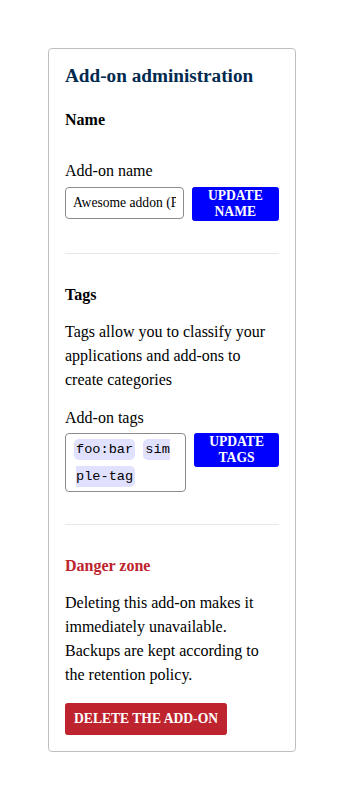 Add-on administration
Name
Add-on name
Awesome addon (
UPDATE
NAME
Tags
Tags allow you to classify your
applications and add-ons to
create categories
Add-on tags
foo:bar sim
ple-tag
UPDATE
TAGS
Danger zone
Deleting this add-on makes it
immediately unavailable.
Backups are kept according to
the retention policy.
DELETE THE ADD-ON